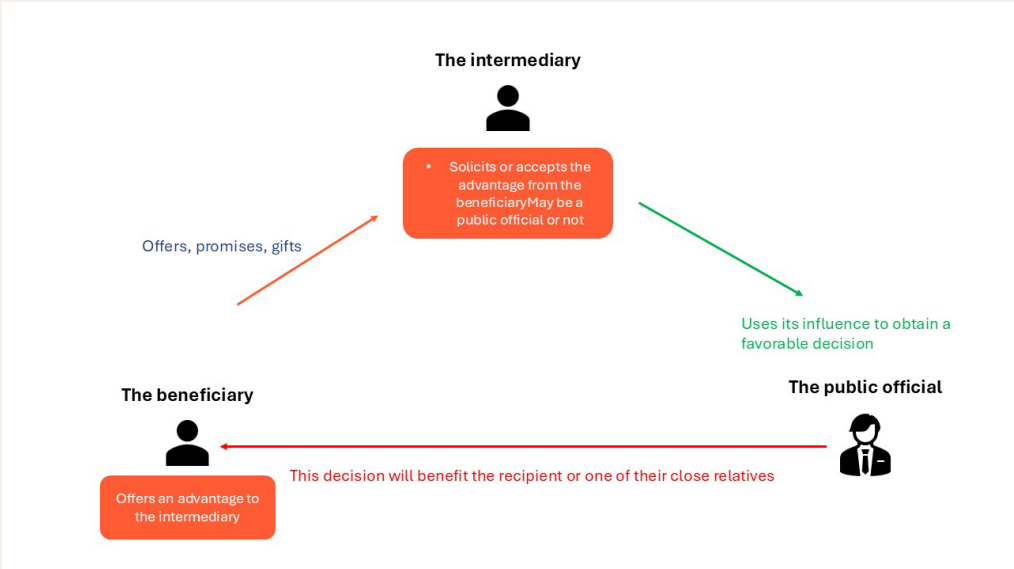 The intermediary
• Solicits or accepts the
advantage from the
beneficiaryMay be a
public official or not
Offers, promises, gifts
Uses its influence to obtain a
favorable decision
The public official
The beneficiary
This decision will benefit the recipient or one of their close relatives
Offers an advantage to
the intermediary